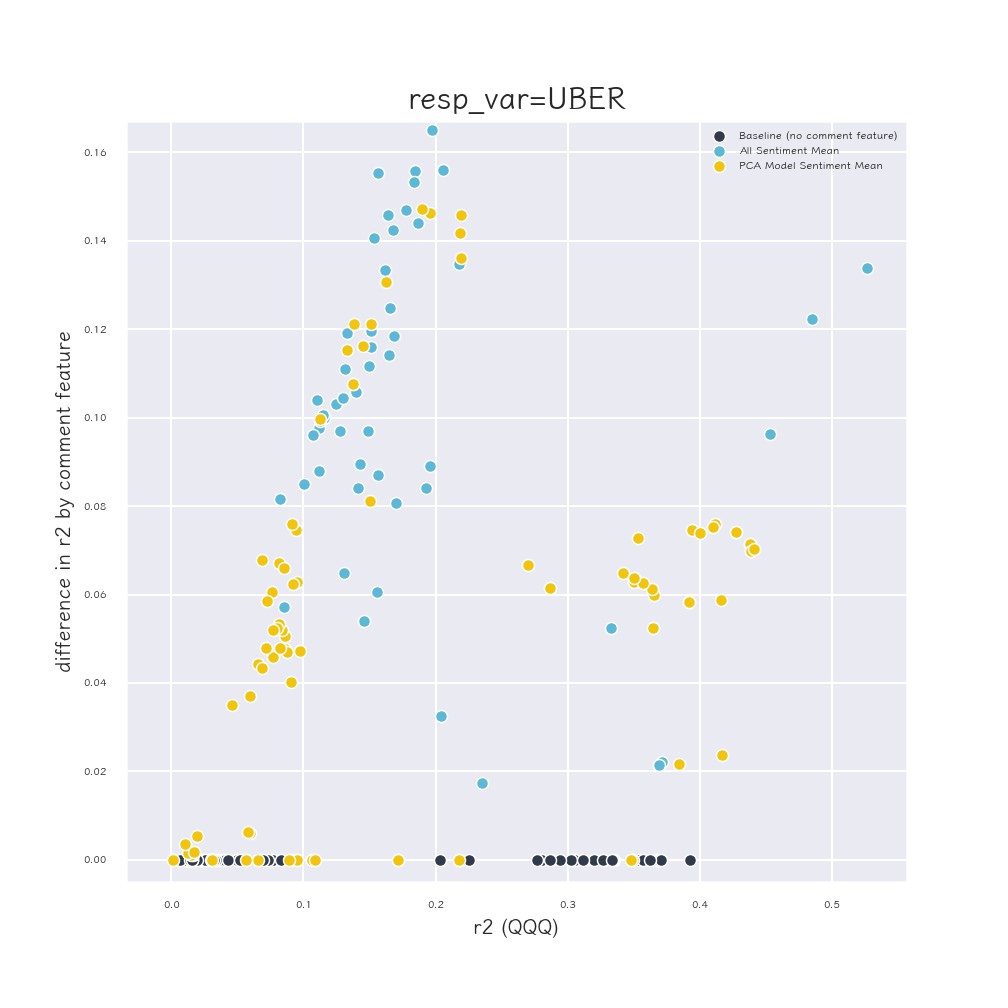 resp_var=UBER
Baseline (no comment feature)
All Sentiment Mean
PCA Model Sentiment Mean
0.16
0.14
0.12
0.10
0.08
0.06
0.04
0.02
0.00
difference in r2 by comment feature
0.0 0.1 0.2 0.3 0.4 0.5
r2 (QQQ)